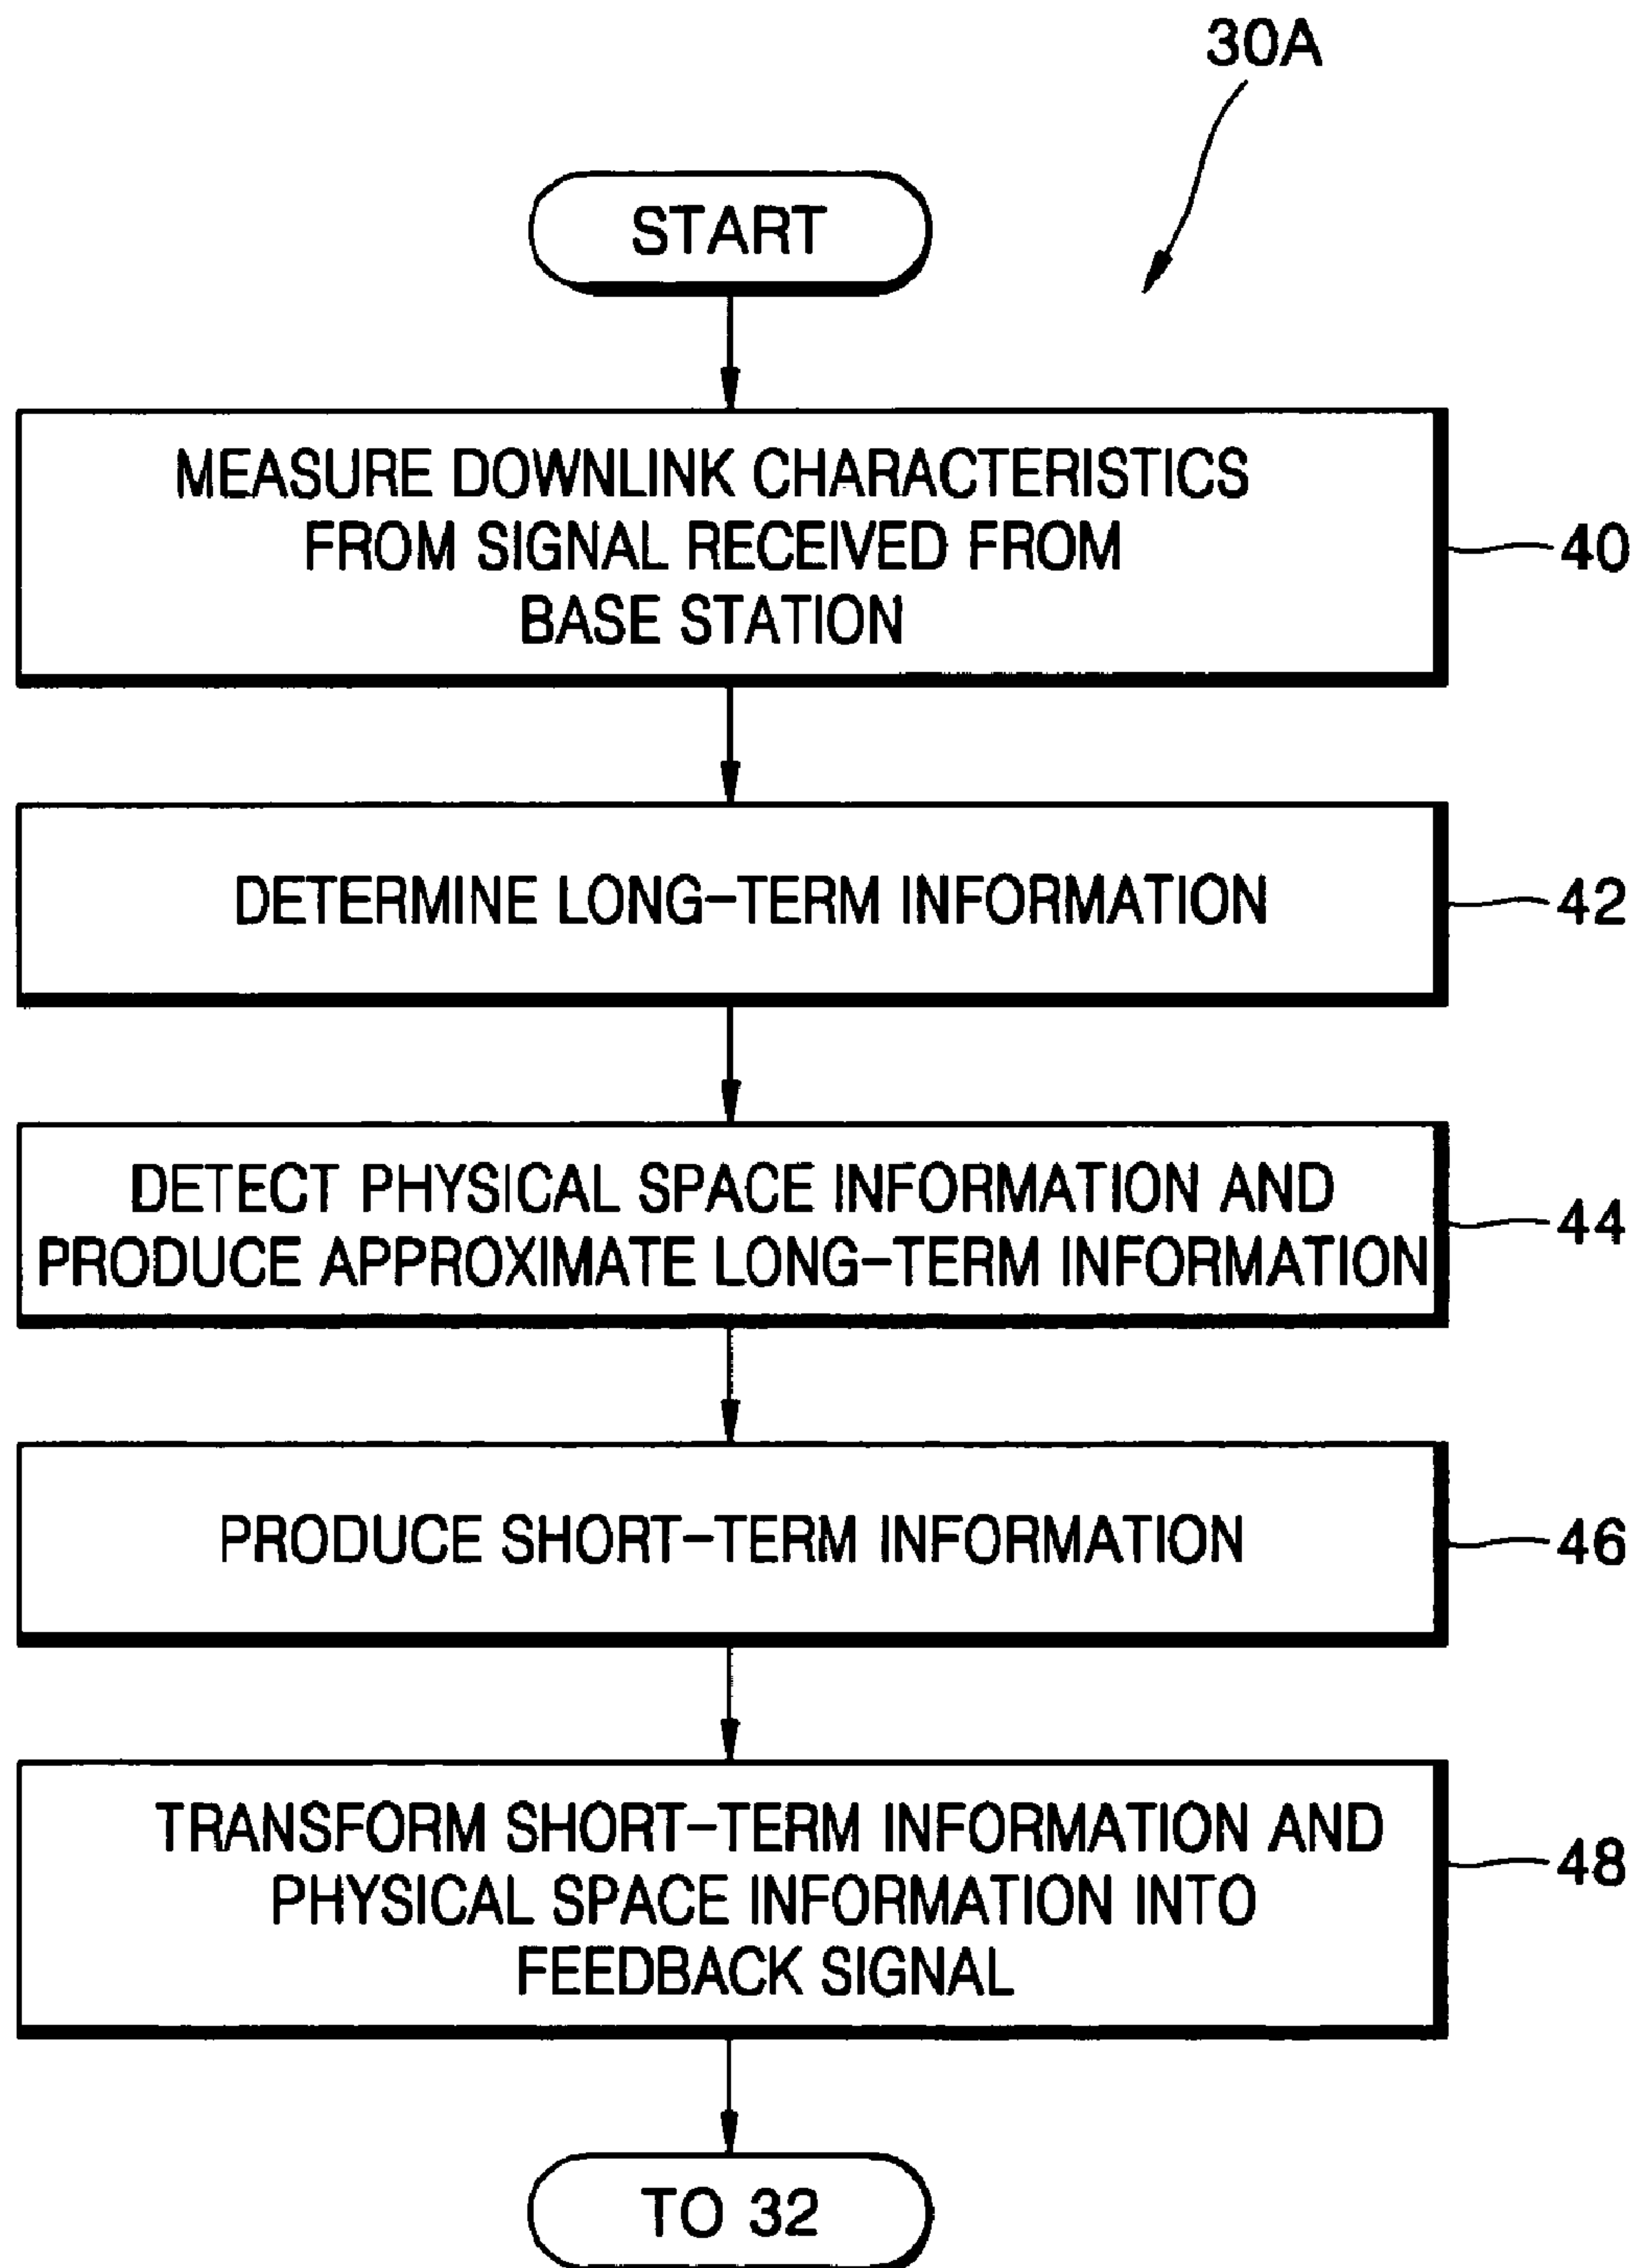 30A
START
MEASURE DOWNLINK CHARACTERISTICS
FROM SIGNAL RECEIVED FROM
BASE STATION
40
DETERMINE LONG-TERM INFORMATION
42
DETECT PHYSICAL SPACE INFORMATION AND
PRODUCE APPROXIMATE LONG-TERM INFORMATION
44
PRODUCE SHORT-TERM INFORMATION
46
TRANSFORM SHORT-TERM INFORMATION AND
PHYSICAL SPACE INFORMATION INTO
FEEDBACK SIGNAL
48
TO 32